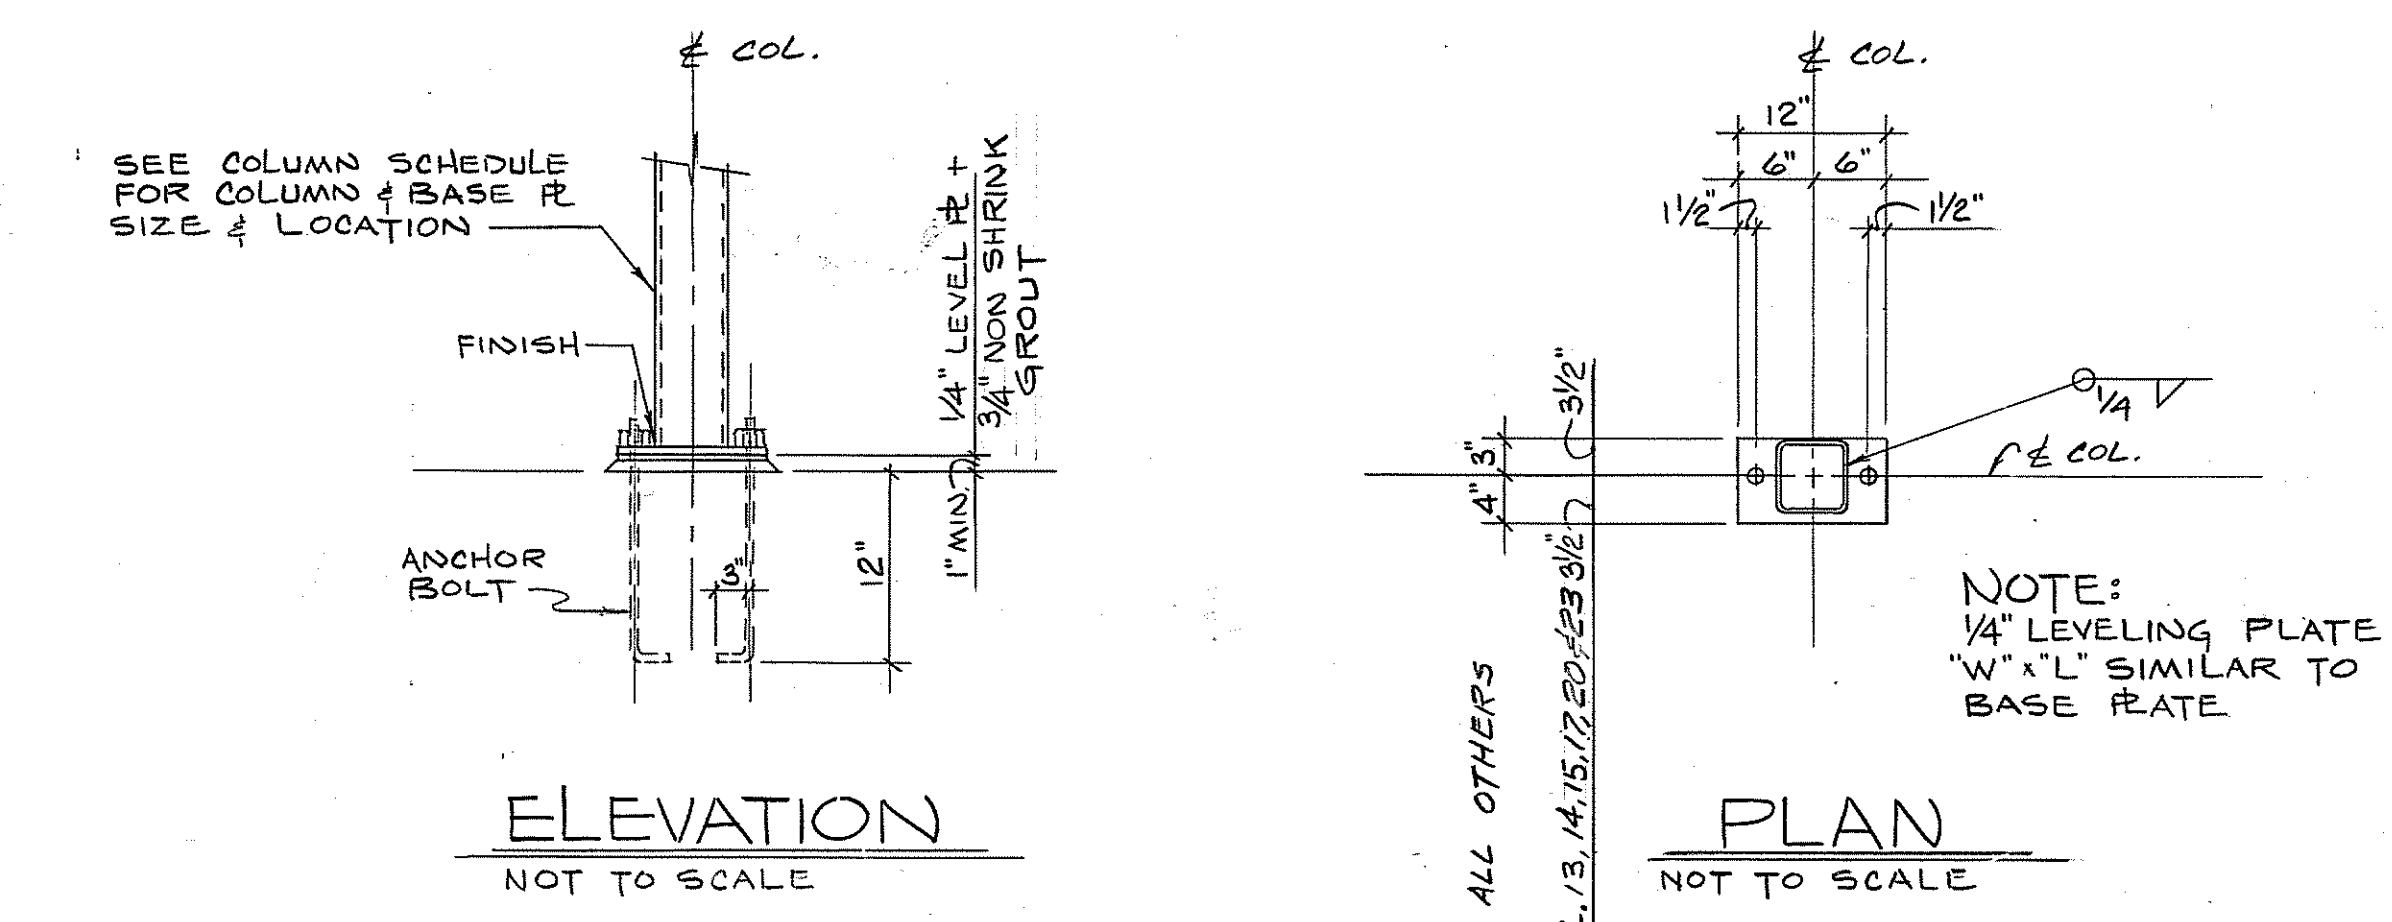 ℄ COL.
SEE COLUMN SCHEDULE
FOR COLUMN & BASE ℙL
SIZE & LOCATION
FINISH
1/4" LEVEL ℙL +
3/4" NON SHRINK
GROUT
1" MIN.
12"
3"
ANCHOR
BOLT
ELEVATION
NOT TO SCALE
℄ COL.
12"
6" 6"
1 1/2" 1 1/2"
3 1/2"
3"
4"
3 1/2"
1/4
℄ COL.
ALL OTHERS
13, 14, 15, 17, 20, & 23
NOTE:
1/4" LEVELING PLATE
"W" x "L" SIMILAR TO
BASE PLATE
PLAN
NOT TO SCALE